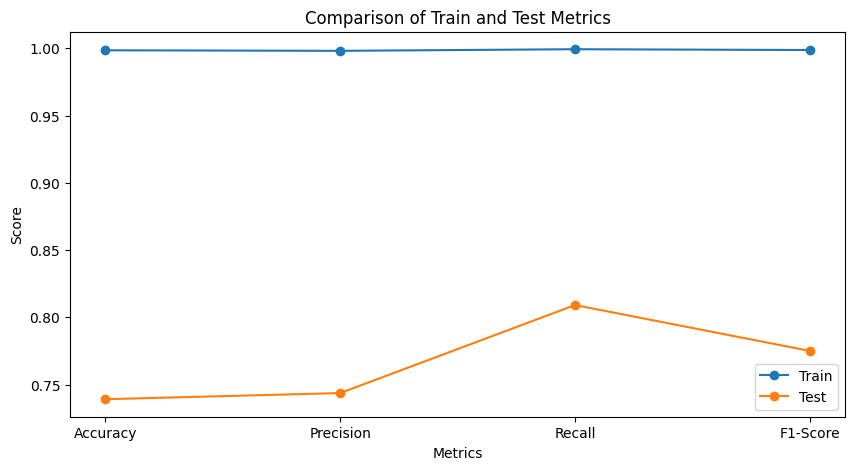 Comparison of Train and Test Metrics
1.00
0.95
0.90
0.85
0.80
0.75
Score
Accuracy
Precision
Recall
F1-Score
Metrics
Train
Test